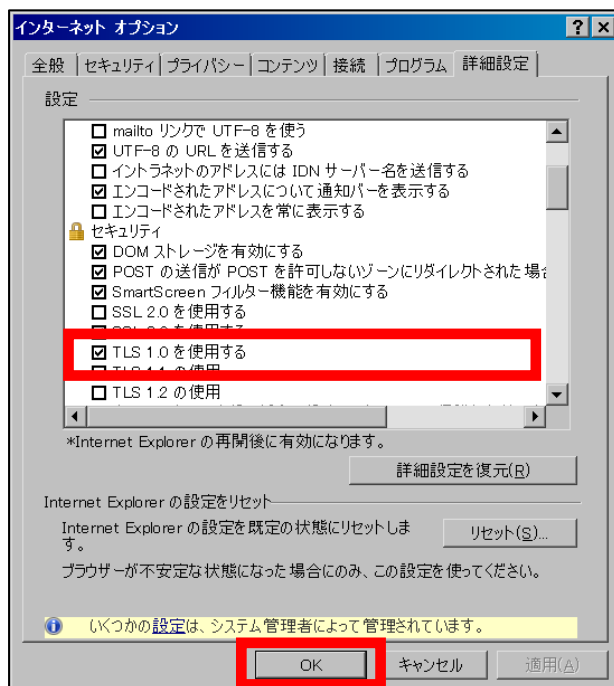 インターネット オプション
全般 セキュリティ プライバシー コンテンツ 接続 プログラム 詳細設定
設定
mailto リンクで UTF-8 を使う
UTF-8 の URL を送信する
イントラネットのアドレスには IDN サーバー名を送信する
エンコードされたアドレスについて通知バーを表示する
エンコードされたアドレスを常に表示する
セキュリティ
DOM ストレージを有効にする
POST の送信が POST を許可しないゾーンにリダイレクトされた場合
SmartScreen フィルター機能を有効にする
SSL 2.0 を使用する
TLS 1.0 を使用する
TLS 1.1 の使用
TLS 1.2 の使用
*Internet Explorer の再開後に有効になります。
詳細設定を復元(R)
Internet Explorer の設定をリセット
Internet Explorer の設定を既定の状態にリセットしま
す。
リセット(S)...
ブラウザーが不安定な状態になった場合にのみ、この設定を使ってください。
いくつかの設定は、システム管理者によって管理されています。
OK キャンセル 適用(A)